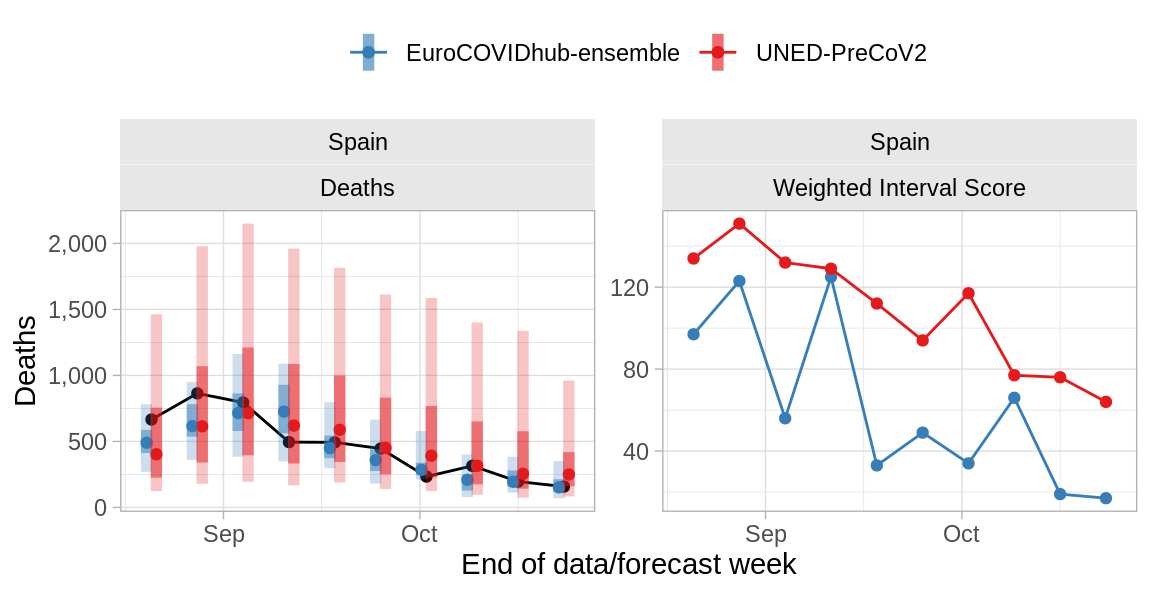 EuroCOVIDhub-ensemble UNED-PreCoV2
Spain
Deaths
Spain
Weighted Interval Score
Deaths
2,000
1,500
1,000
500
0
Sep Oct
120
80
40
Sep Oct
End of data/forecast week